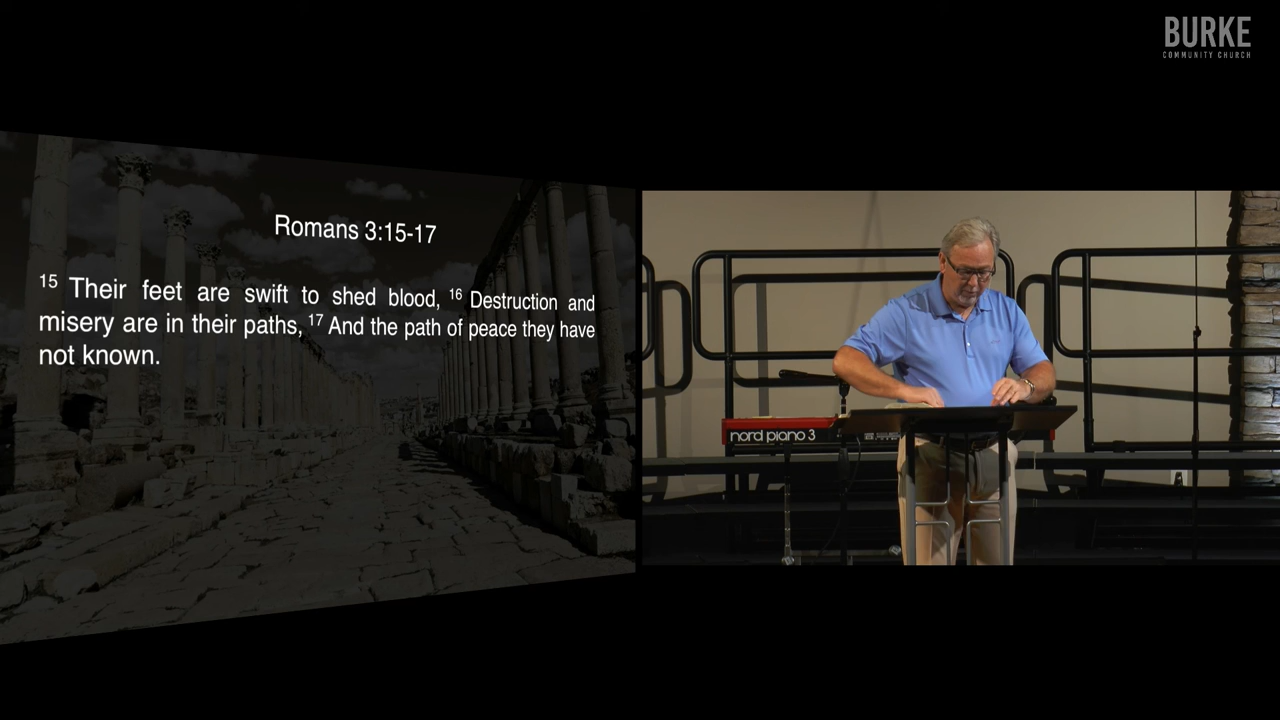 BURKE
COMMUNITY CHURCH
Romans 3:15-17
15 Their feet are swift to shed blood, 16 Destruction and
misery are in their paths, 17 And the path of peace they have
not known.
nord piano 3